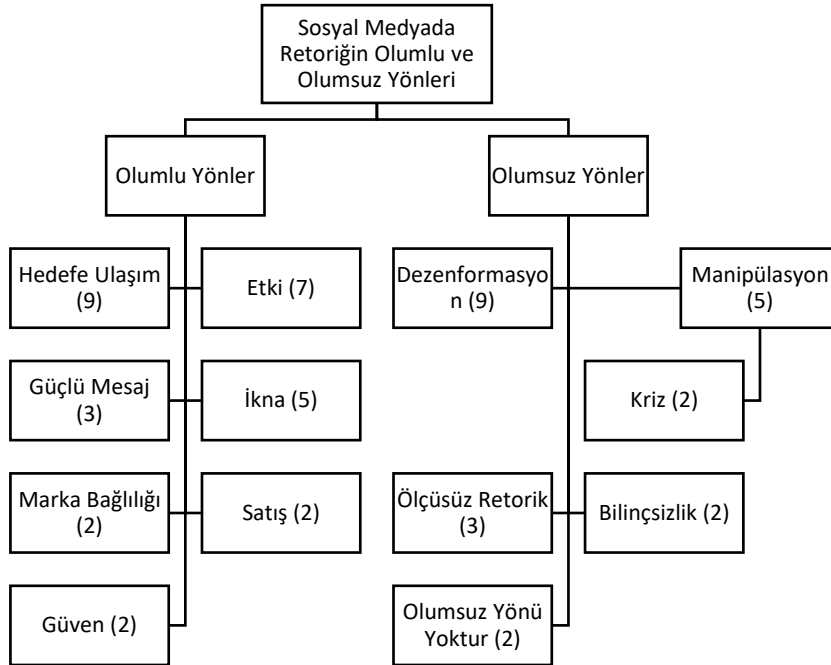 Sosyal Medyada
Retoriğin Olumlu ve
Olumsuz Yönleri
Olumlu Yönler
Olumsuz Yönler
Hedefe Ulaşım
(9)
Etki (7)
Dezenformasyo
n (9)
Manipülasyon
(5)
Güçlü Mesaj
(3)
İkna (5)
Kriz (2)
Marka Bağlılığı
(2)
Satış (2)
Ölçüsüz Retorik
(3)
Bilinçsizlik (2)
Güven (2)
Olumsuz Yönü
Yoktur (2)